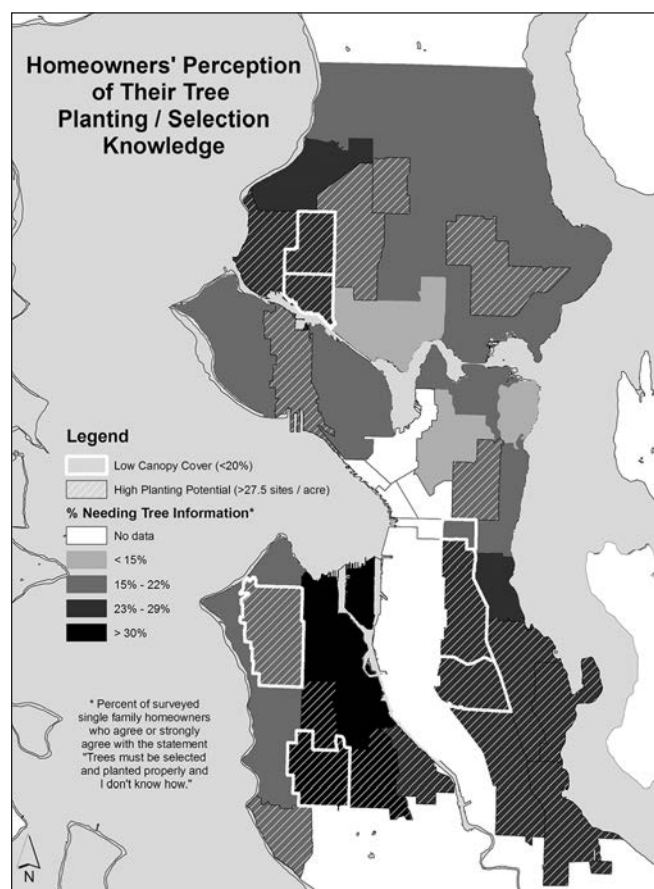 Homeowners' Perception
of Their Tree
Planting / Selection
Knowledge
Legend
Low Canopy Cover (<20%)
High Planting Potential (>27.5 sites / acre)
% Needing Tree Information*
No data
< 15%
15% - 22%
23% - 29%
> 30%
* Percent of surveyed
single family homeowners
who agree or strongly
agree with the statement
"Trees must be selected
and planted properly and
I don't know how."
N